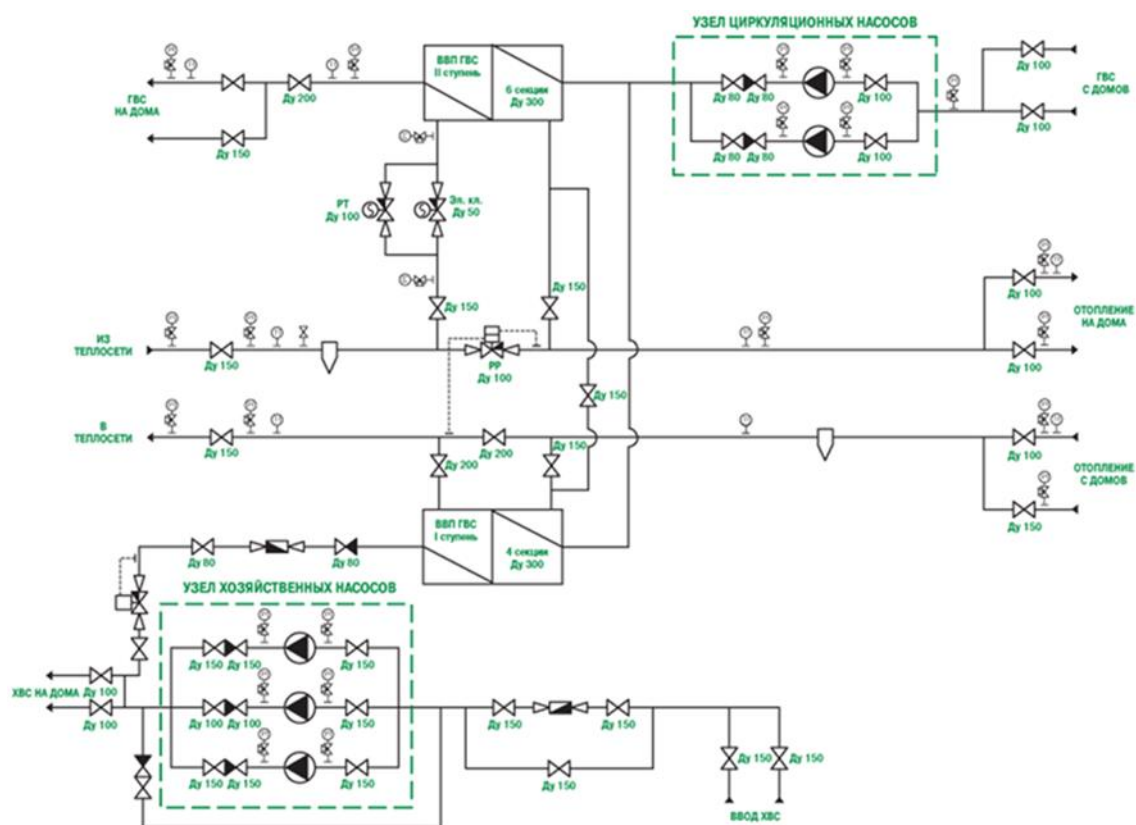 УЗЕЛ ЦИРКУЛЯЦИОННЫХ НАСОСОВ
ВВП ГВС
II ступень
6 секции
Ду 300
Ду 200
ГВС
НА ДОМА
Ду 150
Ду 80
Ду 80
Ду 100
Ду 80
Ду 80
Ду 100
Ду 100
ГВС
С ДОМОВ
Ду 100
РТ
Ду 100
Эл. кл.
Ду 50
Ду 150
Ду 150
Ду 100
ОТОПЛЕНИЕ
НА ДОМА
Ду 100
ИЗ
ТЕПЛОСЕТИ
Ду 150
РР
Ду 100
Ду 150
В
ТЕПЛОСЕТИ
Ду 150
Ду 200
Ду 200
Ду 150
Ду 100
ОТОПЛЕНИЕ
С ДОМОВ
Ду 150
ВВП ГВС
I ступень
4 секции
Ду 300
Ду 80
Ду 80
УЗЕЛ ХОЗЯЙСТВЕННЫХ НАСОСОВ
Ду 150
Ду 150
Ду 150
ХВС НА ДОМА
Ду 100
Ду 100
Ду 100
Ду 100
Ду 150
Ду 150
Ду 150
Ду 150
Ду 150
Ду 150
Ду 150
Ду 150
Ду 150
ВВОД ХВС